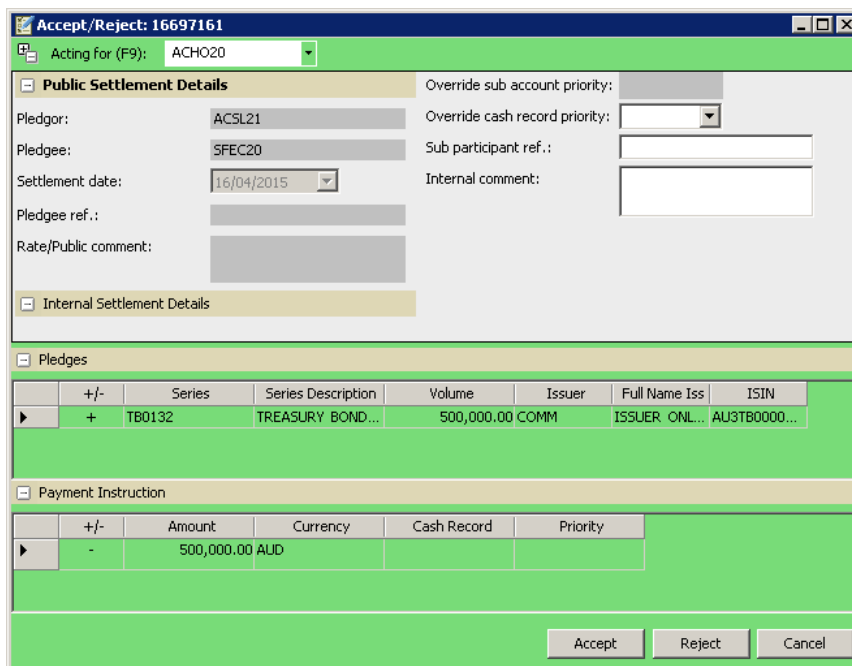 Accept/Reject: 16697161
Acting for (F9): ACHO20
Public Settlement Details
Pledgor: ACSL21
Pledgee: SFEC20
Settlement date: 16/04/2015
Pledgee ref.:
Rate/Public comment:
Internal Settlement Details
Override sub account priority:
Override cash record priority:
Sub participant ref.:
Internal comment:
Pledges
+/- Series Series Description Volume Issuer Full Name Iss ISIN
+ TB0132 TREASURY BOND... 500,000.00 COMM ISSUER ONL... AU3TB0000...
Payment Instruction
+/- Amount Currency Cash Record Priority
- 500,000.00 AUD
Accept Reject Cancel